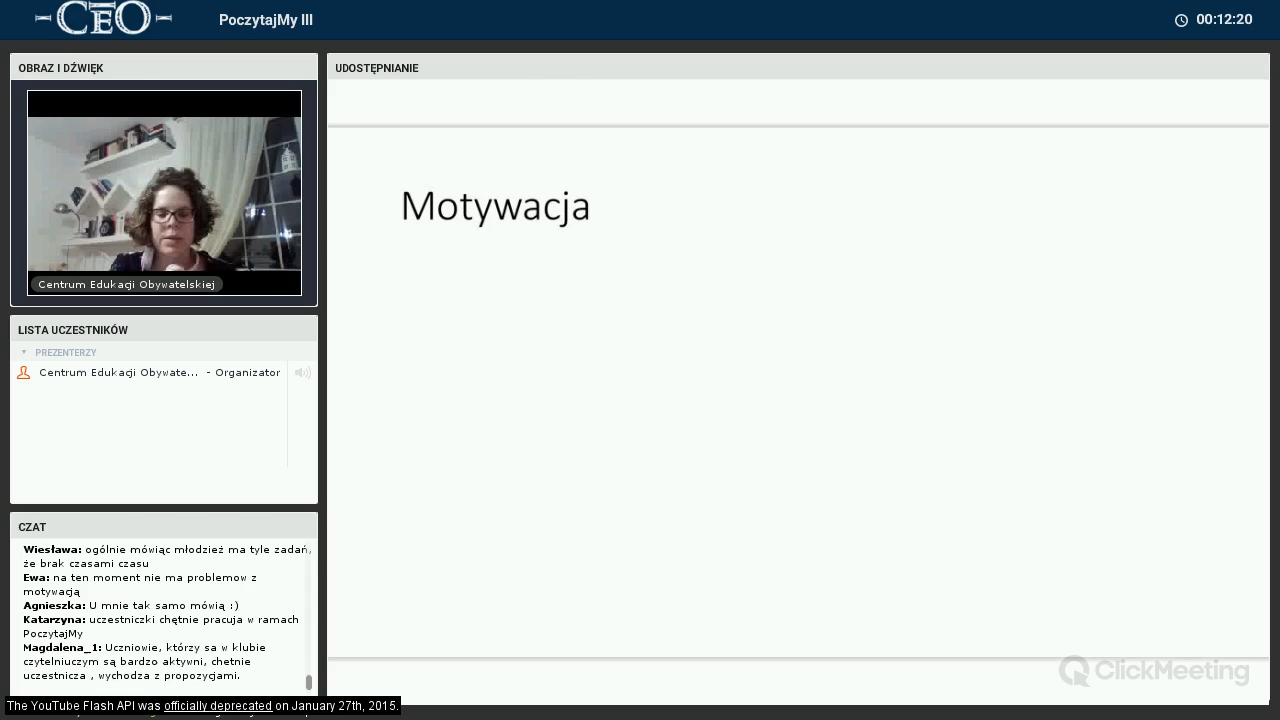 CEO
PoczytajMy III
00:12:20
OBRAZ I DŹWIĘK
Centrum Edukacji Obywatelskiej
LISTA UCZESTNIKÓW
PREZENTERZY
Centrum Edukacji Obywate... - Organizator
CZAT
Wiesława: ogólnie mówiąc młodzież ma tyle zadań,
że brak czasami czasu
Ewa: na ten moment nie ma problemow z
motywacją
Agnieszka: U mnie tak samo mówią :)
Katarzyna: uczestniczki chętnie pracuja w ramach
PoczytajMy
Magdalena_1: Uczniowie, którzy sa w klubie
czytelniuczym są bardzo aktywni, chetnie
uczestnicza , wychodza z propozycjami.
The YouTube Flash API was officially deprecated on January 27th, 2015.
UDOSTĘPNIANIE
Motywacja
ClickMeeting